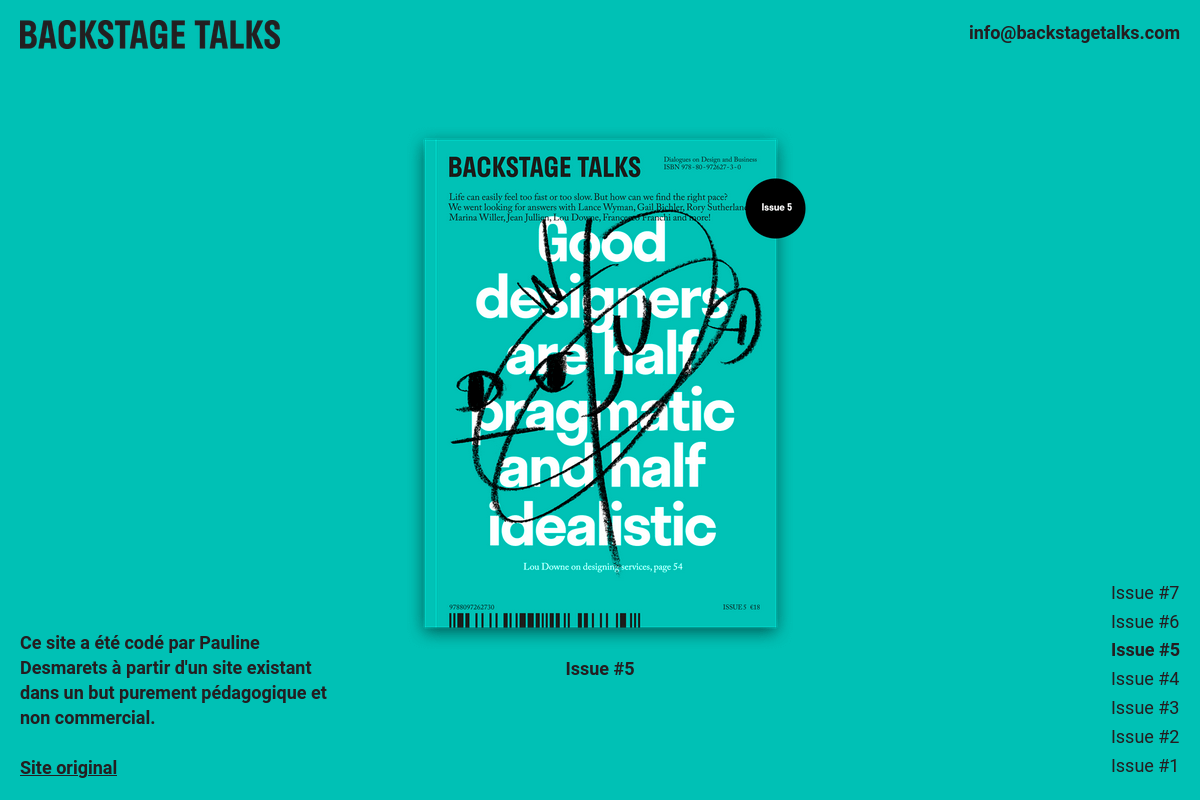 BACKSTAGE TALKS
info@backstagetalks.com
BACKSTAGE TALKS
Dialogues on Design and Business
ISBN 978-80-972627-3-0
Life can easily feel too fast or too slow. But how can we find the right pace?
We went looking for answers with Lance Wyman, Gail Bichler, Rory Sutherland
Marina Willer, Jean Jullien, Lou Downe, Francesco Franchi and more!
Issue 5
Good
designers
are half
pragmatic
and half
idealistic
Lou Downe on designing services, page 54
9788097262730
ISSUE 5 €18
Issue #5
Ce site a été codé par Pauline
Desmarets à partir d'un site existant
dans un but purement pédagogique et
non commercial.
Site original
Issue #7
Issue #6
Issue #5
Issue #4
Issue #3
Issue #2
Issue #1